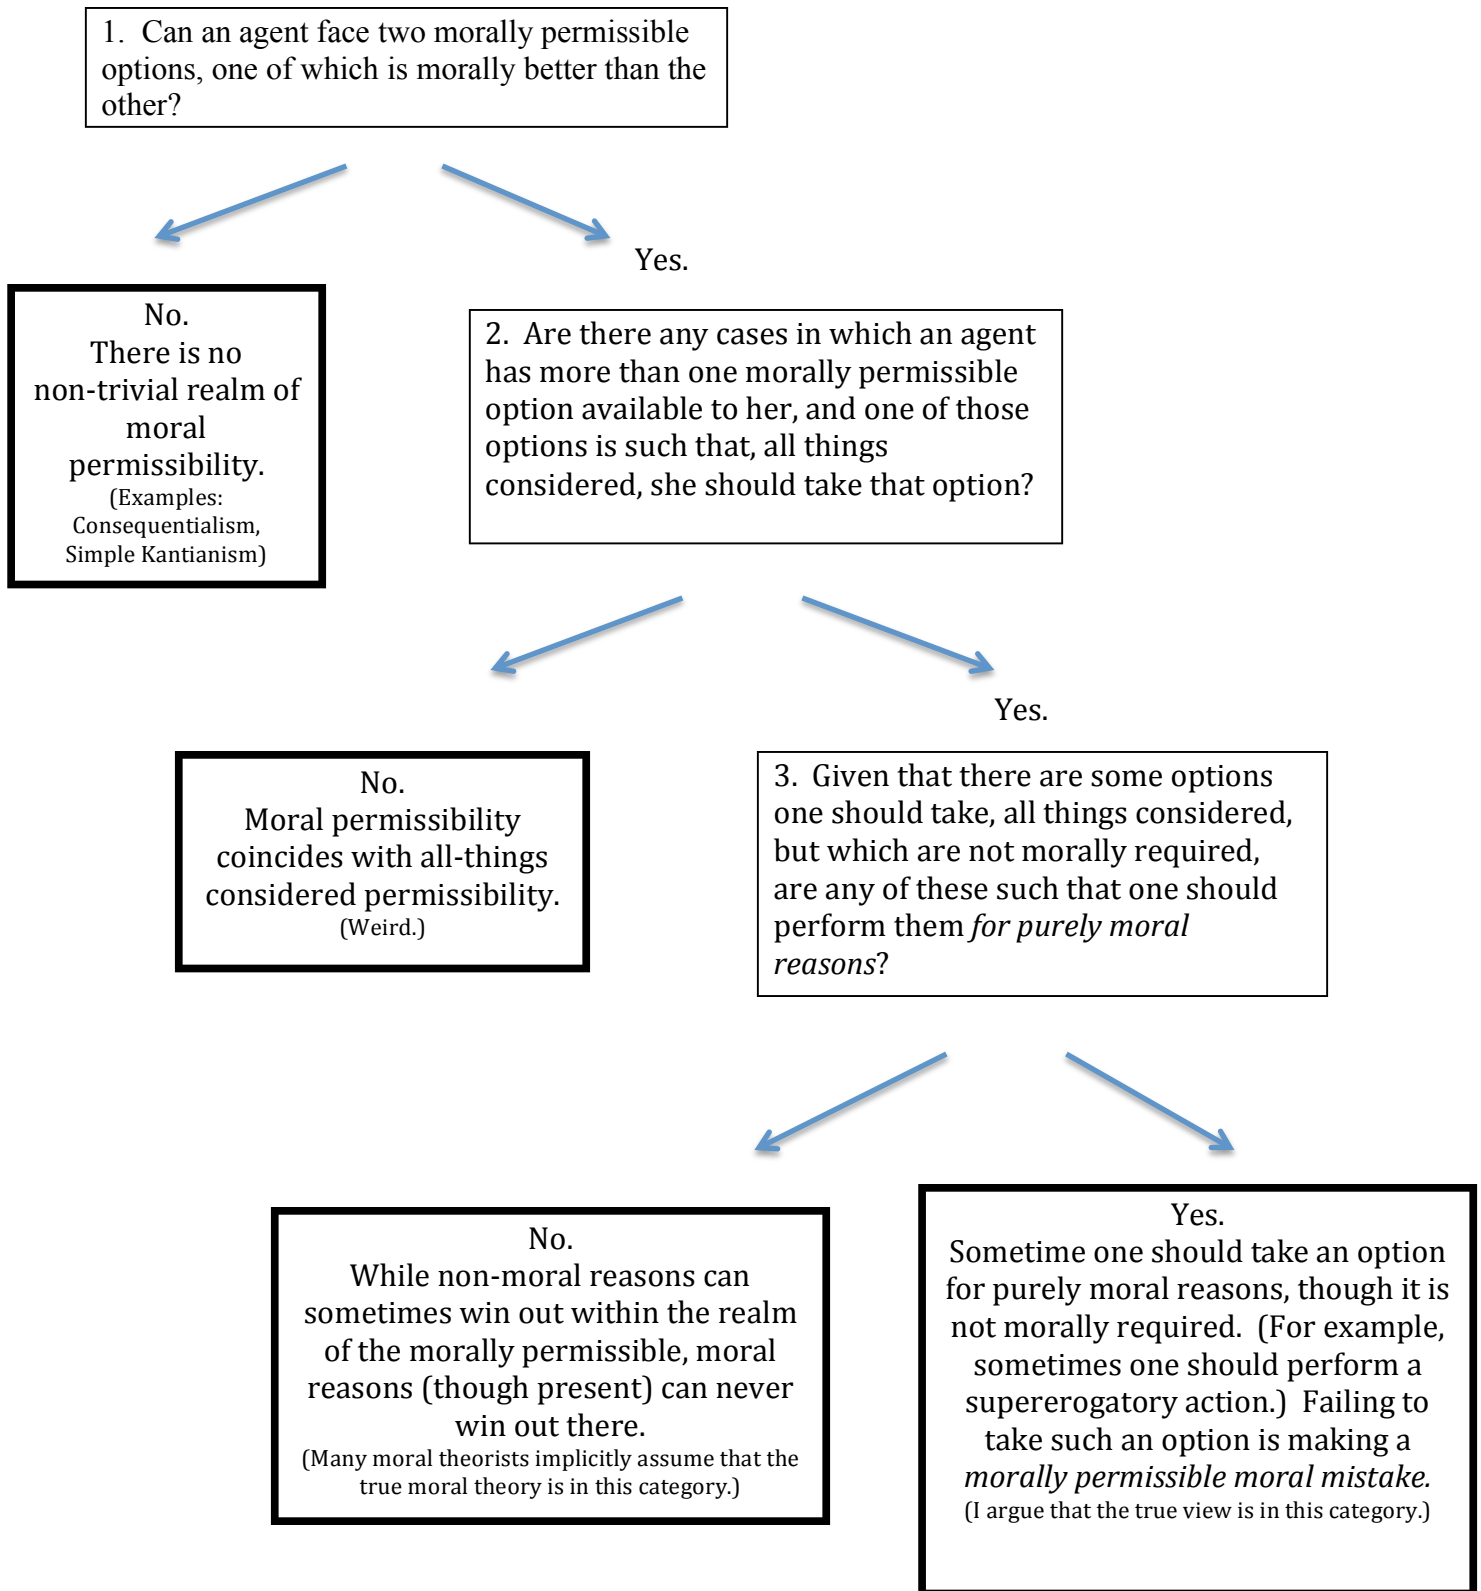 1. Can an agent face two morally permissible
options, one of which is morally better than the
other?
Yes.
No.
There is no
non-trivial realm of
moral
permissibility.
(Examples:
Consequentialism,
Simple Kantianism)
2. Are there any cases in which an agent
has more than one morally permissible
option available to her, and one of those
options is such that, all things
considered, she should take that option?
Yes.
No.
Moral permissibility
coincides with all-things
considered permissibility.
(Weird.)
3. Given that there are some options
one should take, all things considered,
but which are not morally required,
are any of these such that one should
perform them for purely moral
reasons?
No.
While non-moral reasons can
sometimes win out within the realm
of the morally permissible, moral
reasons (though present) can never
win out there.
(Many moral theorists implicitly assume that the
true moral theory is in this category.)
Yes.
Sometime one should take an option
for purely moral reasons, though it is
not morally required. (For example,
sometimes one should perform a
supererogatory action.) Failing to
take such an option is making a
morally permissible moral mistake.
(I argue that the true view is in this category.)